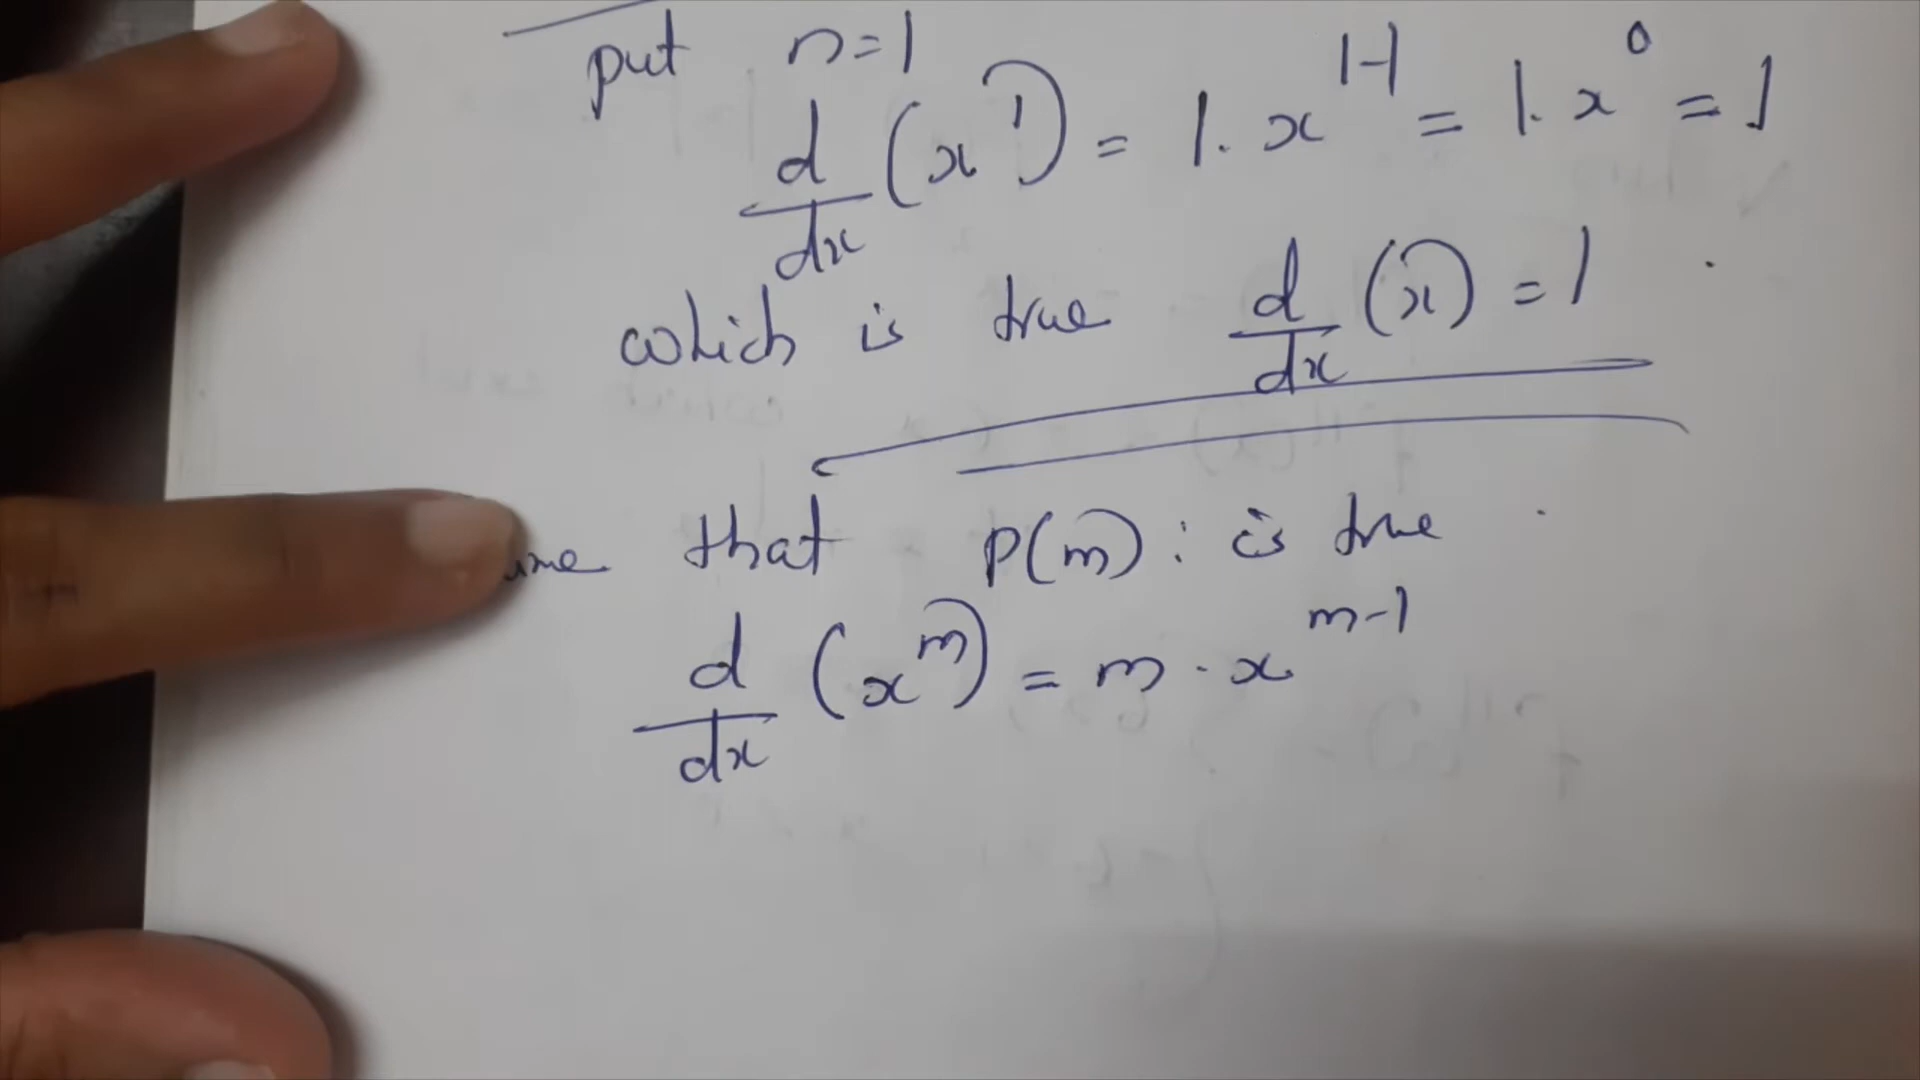 put n=1
d/dx (x^1) = 1. x^1-1 = 1. x^0 = 1
which is true d/dx (x) = 1
ume that P(m): is true
d/dx (x^m) = m . x^m-1